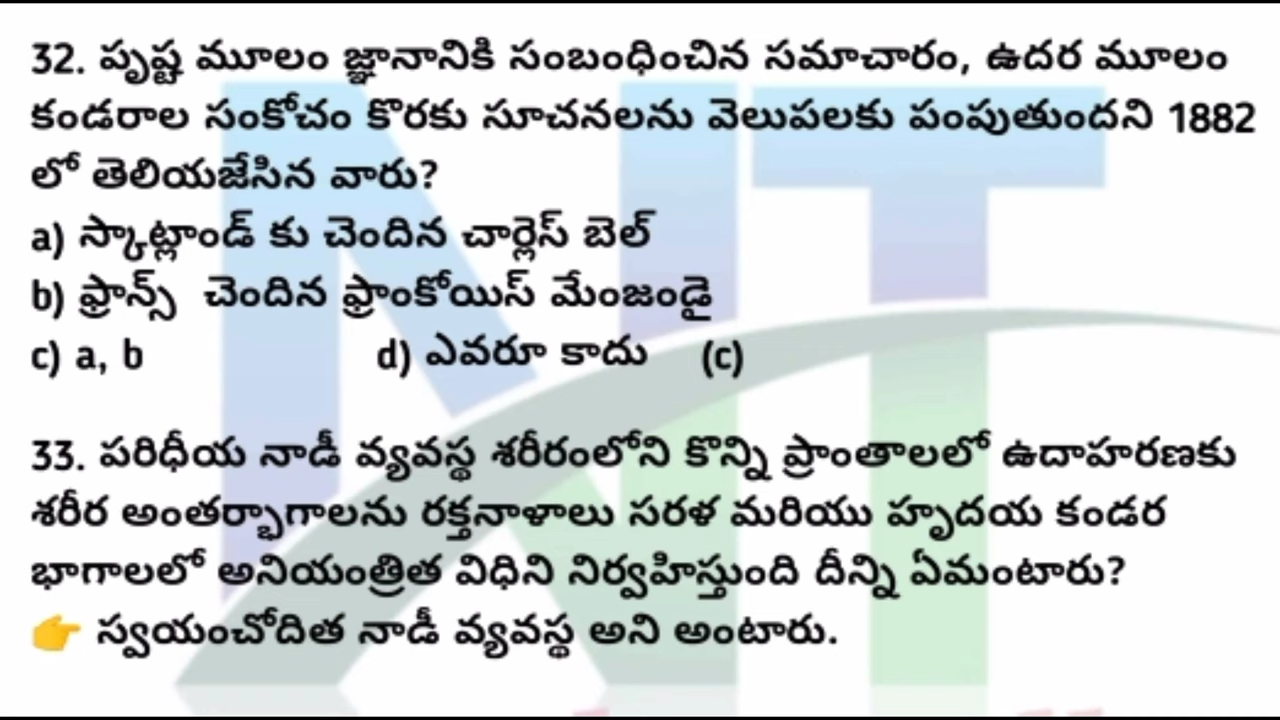 32. పృష్ట మూలం జ్ఞానానికి సంబంధించిన సమాచారం, ఉదర మూలం
కండరాల సంకోచం కొరకు సూచనలను వెలుపలకు పంపుతుందని 1882
లో తెలియజేసిన వారు?
a) స్కాట్లాండ్ కు చెందిన చార్లెస్ బెల్
b) ఫ్రాన్స్ చెందిన ఫ్రాంకోయిస్ మేంజండై
c) a, b d) ఎవరూ కాదు (c)
33. పరిధీయ నాడీ వ్యవస్థ శరీరంలోని కొన్ని ప్రాంతాలలో ఉదాహరణకు
శరీర అంతర్భాగాలను రక్తనాళాలు సరళ మరియు హృదయ కండర
భాగాలలో అనియంత్రిత విధిని నిర్వహిస్తుంది దీన్ని ఏమంటారు?
👉 స్వయంచోదిత నాడీ వ్యవస్థ అని అంటారు.